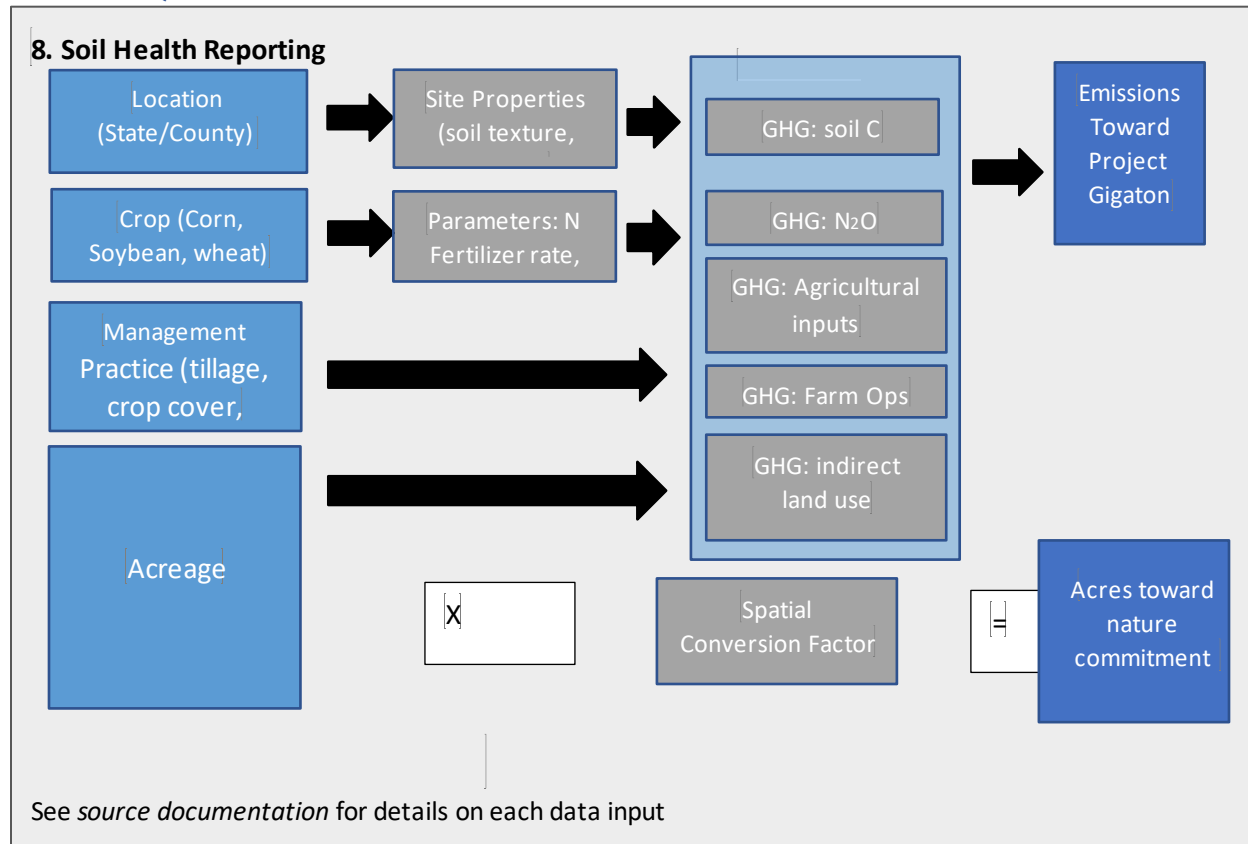 8. Soil Health Reporting
Location
(State/County)
Site Properties
(soil texture,
GHG: soil C
Emissions
Toward
Project
Gigaton
Crop (Corn,
Soybean, wheat)
Parameters: N
Fertilizer rate,
GHG: N2O
GHG: Agricultural
inputs
Management
Practice (tillage,
crop cover,
GHG: Farm Ops
GHG: indirect
land use
Acreage
X
Spatial
Conversion Factor
=
Acres toward
nature
commitment
See source documentation for details on each data input